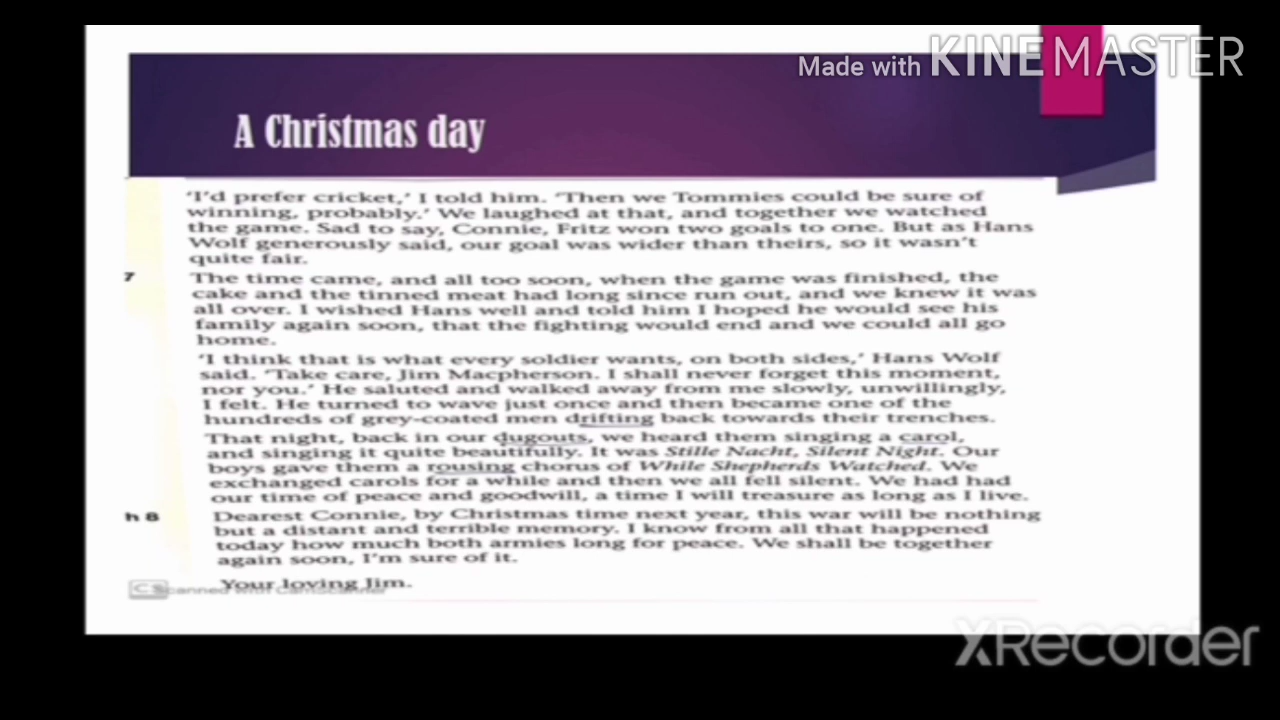 Made with KINEMASTER
A Christmas day
'I'd prefer cricket,' I told him. 'Then we Tommies could be sure of
winning, probably.' We laughed at that, and together we watched
the game. Sad to say, Connie, Fritz won two goals to one. But as Hans
Wolf generously said, our goal was wider than theirs, so it wasn't
quite fair.
7
The time came, and all too soon, when the game was finished, the
cake and the tinned meat had long since run out, and we knew it was
all over. I wished Hans well and told him I hoped he would see his
family again soon, that the fighting would end and we could all go
home.
'I think that is what every soldier wants, on both sides,' Hans Wolf
said. 'Take care, Jim Macpherson. I shall never forget this moment,
nor you.' He saluted and walked away from me slowly, unwillingly,
I felt. He turned to wave just once and then became one of the
hundreds of grey-coated men drifting back towards their trenches.
That night, back in our dugouts, we heard them singing a carol,
and singing it quite beautifully. It was Stille Nacht, Silent Night. Our
boys gave them a rousing chorus of While Shepherds Watched. We
exchanged carols for a while and then we all fell silent. We had had
our time of peace and goodwill, a time I will treasure as long as I live.
h 8
Dearest Connie, by Christmas time next year, this war will be nothing
but a distant and terrible memory. I know from all that happened
today how much both armies long for peace. We shall be together
again soon, I'm sure of it.
Your loving Jim.
CS Scanned with CamScanner
XRecorder